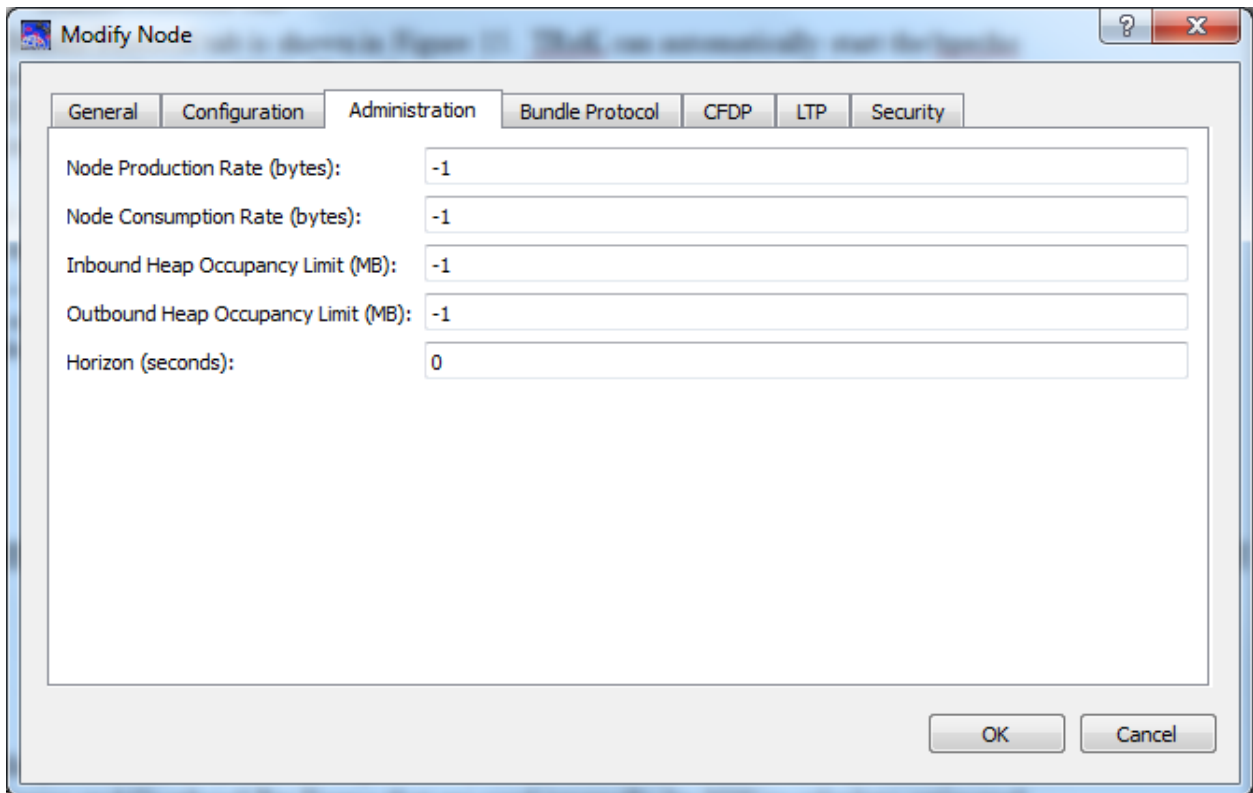 Modify Node
?
General Configuration Administration Bundle Protocol CFDP LTP Security
Node Production Rate (bytes): -1
Node Consumption Rate (bytes): -1
Inbound Heap Occupancy Limit (MB): -1
Outbound Heap Occupancy Limit (MB): -1
Horizon (seconds): 0
OK Cancel